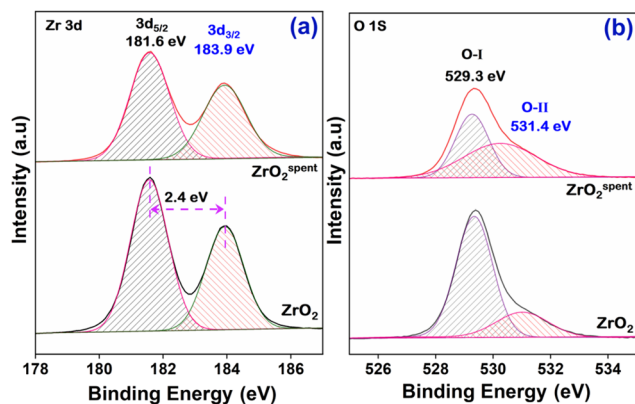 Zr 3d
3d5/2
181.6 eV
3d3/2
183.9 eV
(a)
ZrO2spent
2.4 eV
ZrO2
Intensity (a.u)
178 180 182 184 186
Binding Energy (eV)
O 1S
(b)
O-I
529.3 eV
O-II
531.4 eV
ZrO2spent
ZrO2
Intensity (a.u)
526 528 530 532 534
Binding Energy (eV)